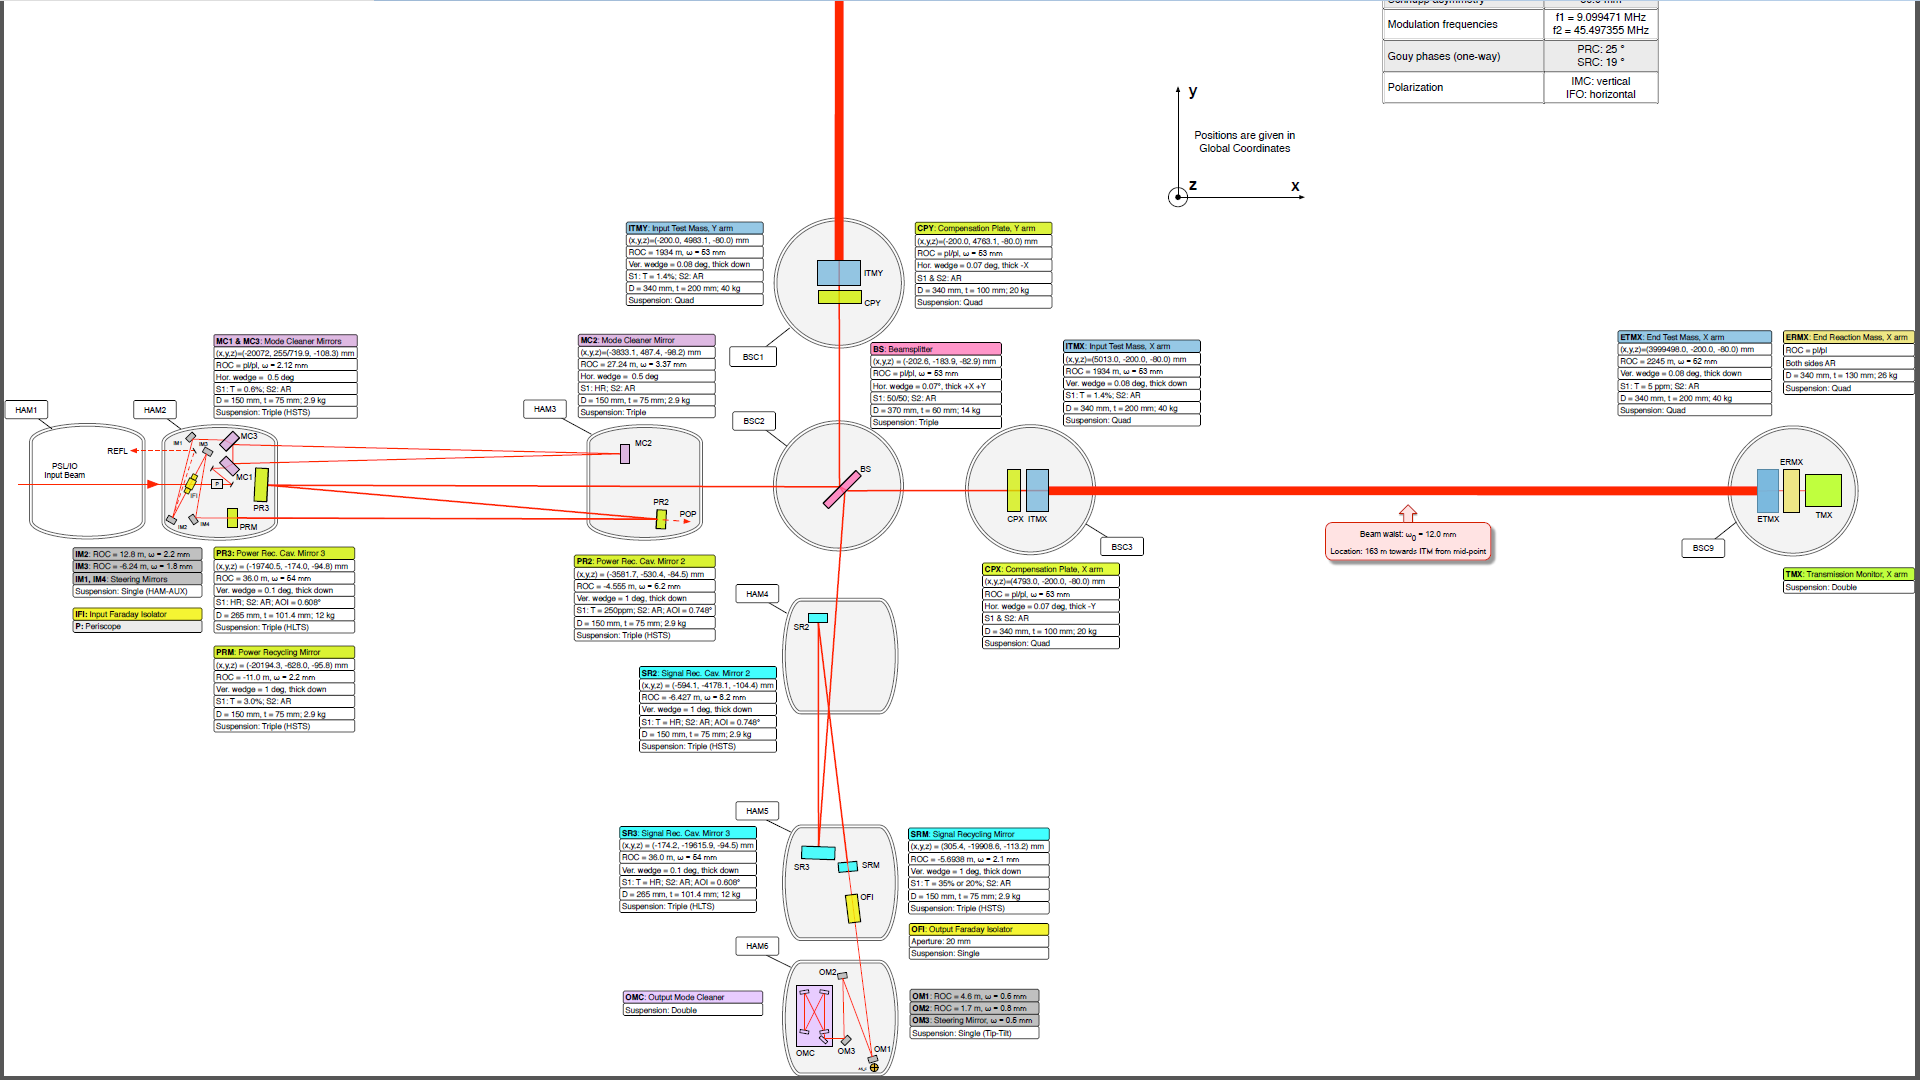 Modulation frequencies
f1 = 9.099471 MHz
f2 = 45.497355 MHz
Gouy phases (one-way)
PRC: 25 °
SRC: 19 °
Polarization
IMC: vertical
IFO: horizontal
y
Positions are given in
Global Coordinates
z
x
ITMY: Input Test Mass, Y arm
(x,y,z)=(-200.0, 4983.1, -80.0) mm
ROC = 1934 m, ω = 53 mm
Ver. wedge = 0.08 deg, thick down
S1: T = 1.4%; S2: AR
D = 340 mm, t = 200 mm; 40 kg
Suspension: Quad
CPY: Compensation Plate, Y arm
(x,y,z)=(-200.0, 4763.1, -80.0) mm
ROC = pl/pl, ω = 53 mm
Hor. wedge = 0.07 deg, thick -X
S1 & S2: AR
D = 340 mm, t = 100 mm; 20 kg
Suspension: Quad
ITMY
CPY
BSC1
MC1 & MC3: Mode Cleaner Mirrors
(x,y,z)=(-20072, 255/719.9, -108.3) mm
ROC = pl/pl, ω = 2.12 mm
Hor. wedge = 0.5 deg
S1: T = 0.6%; S2: AR
D = 150 mm, t = 75 mm; 2.9 kg
Suspension: Triple (HSTS)
MC2: Mode Cleaner Mirror
(x,y,z)=(-3833.1, 487.4, -98.2) mm
ROC = 27.24 m, ω = 3.37 mm
Hor. wedge = 0.5 deg
S1: HR; S2: AR
D = 150 mm, t = 75 mm; 2.9 kg
Suspension: Triple
BS: Beamsplitter
(x,y,z) = (-202.6, -183.9, -82.9) mm
ROC = pl/pl, ω = 53 mm
Hor. wedge = 0.07°, thick +X +Y
S1: 50/50; S2: AR
D = 370 mm, t = 60 mm; 14 kg
Suspension: Triple
ITMX: Input Test Mass, X arm
(x,y,z)=(5013.0, -200.0, -80.0) mm
ROC = 1934 m, ω = 53 mm
Ver. wedge = 0.08 deg, thick down
S1: T = 1.4%; S2: AR
D = 340 mm, t = 200 mm; 40 kg
Suspension: Quad
ETMX: End Test Mass, X arm
(x,y,z)=(3999498.0, -200.0, -80.0) mm
ROC = 2245 m, ω = 62 mm
Ver. wedge = 0.08 deg, thick down
S1: T = 5 ppm; S2: AR
D = 340 mm, t = 200 mm; 40 kg
Suspension: Quad
ERMX: End Reaction Mass, X arm
ROC = pl/pl
Both sides AR
D = 340 mm, t = 130 mm; 26 kg
Suspension: Quad
HAM1
HAM2
HAM3
BSC2
PSL/IO
Input Beam
REFL
IM1
IM3
MC3
MC1
P
IFI
IM2
IM4
PR3
PRM
MC2
PR2
POP
BS
CPX
ITMX
ERMX
ETMX
TMX
BSC3
BSC9
Beam waist: ω0 = 12.0 mm
Location: 163 m towards ITM from mid-point
IM2: ROC = 12.8 m, ω = 2.2 mm
IM3: ROC = -6.24 m, ω = 1.8 mm
IM1, IM4: Steering Mirrors
Suspension: Single (HAM-AUX)
IFI: Input Faraday Isolator
P: Periscope
PR3: Power Rec. Cav. Mirror 3
(x,y,z) = (-19740.5, -174.0, -94.8) mm
ROC = 36.0 m, ω = 54 mm
Ver. wedge = 0.1 deg, thick down
S1: HR; S2: AR; AOI = 0.608°
D = 265 mm, t = 101.4 mm; 12 kg
Suspension: Triple (HLTS)
PRM: Power Recycling Mirror
(x,y,z) = (-20194.3, -628.0, -95.8) mm
ROC = -11.0 m, ω = 2.2 mm
Ver. wedge = 1 deg, thick down
S1: T = 3.0%; S2: AR
D = 150 mm, t = 75 mm; 2.9 kg
Suspension: Triple (HSTS)
PR2: Power Rec. Cav. Mirror 2
(x,y,z) = (-3581.7, -530.4, -84.5) mm
ROC = -4.555 mm, ω = 6.2 mm
Ver. wedge = 1 deg, thick down
S1: T = 250ppm; S2: AR; AOI = 0.748°
D = 150 mm, t = 75 mm; 2.9 kg
Suspension: Triple (HSTS)
CPX: Compensation Plate, X arm
(x,y,z)=(4793.0, -200.0, -80.0) mm
ROC = pl/pl, ω = 53 mm
Hor. wedge = 0.07 deg, thick -Y
S1 & S2: AR
D = 340 mm, t = 100 mm; 20 kg
Suspension: Quad
TMX: Transmission Monitor, X arm
Suspension: Double
HAM4
SR2
SR2: Signal Rec. Cav. Mirror 2
(x,y,z) = (-594.1, -4178.1, -104.4) mm
ROC = -6.427 m, ω = 8.2 mm
Ver. wedge = 1 deg, thick down
S1: T = HR; S2: AR; AOI = 0.748°
D = 150 mm, t = 75 mm; 2.9 kg
Suspension: Triple (HSTS)
HAM5
SR3
SRM
OFI
SR3: Signal Rec. Cav. Mirror 3
(x,y,z) = (-174.2, -19615.9, -94.5) mm
ROC = 36.0 m, ω = 54 mm
Ver. wedge = 0.1 deg, thick down
S1: T = HR; S2: AR; AOI = 0.608°
D = 265 mm, t = 101.4 mm; 12 kg
Suspension: Triple (HLTS)
SRM: Signal Recycling Mirror
(x,y,z) = (305.4, -19908.6, -113.2) mm
ROC = -5.6938 m, ω = 2.1 mm
Ver. wedge = 1 deg, thick down
S1: T = 35% or 20%; S2: AR
D = 150 mm, t = 75 mm; 2.9 kg
Suspension: Triple (HSTS)
OFI: Output Faraday Isolator
Aperture: 20 mm
Suspension: Single
HAM6
OM2
OMC
OM3
OM1
OMC: Output Mode Cleaner
Suspension: Double
OM1: ROC = 4.6 m, ω = 0.6 mm
OM2: ROC = 1.7 m, ω = 0.8 mm
OM3: Steering Mirror, ω = 0.5 mm
Suspension: Single (Tip-Tilt)